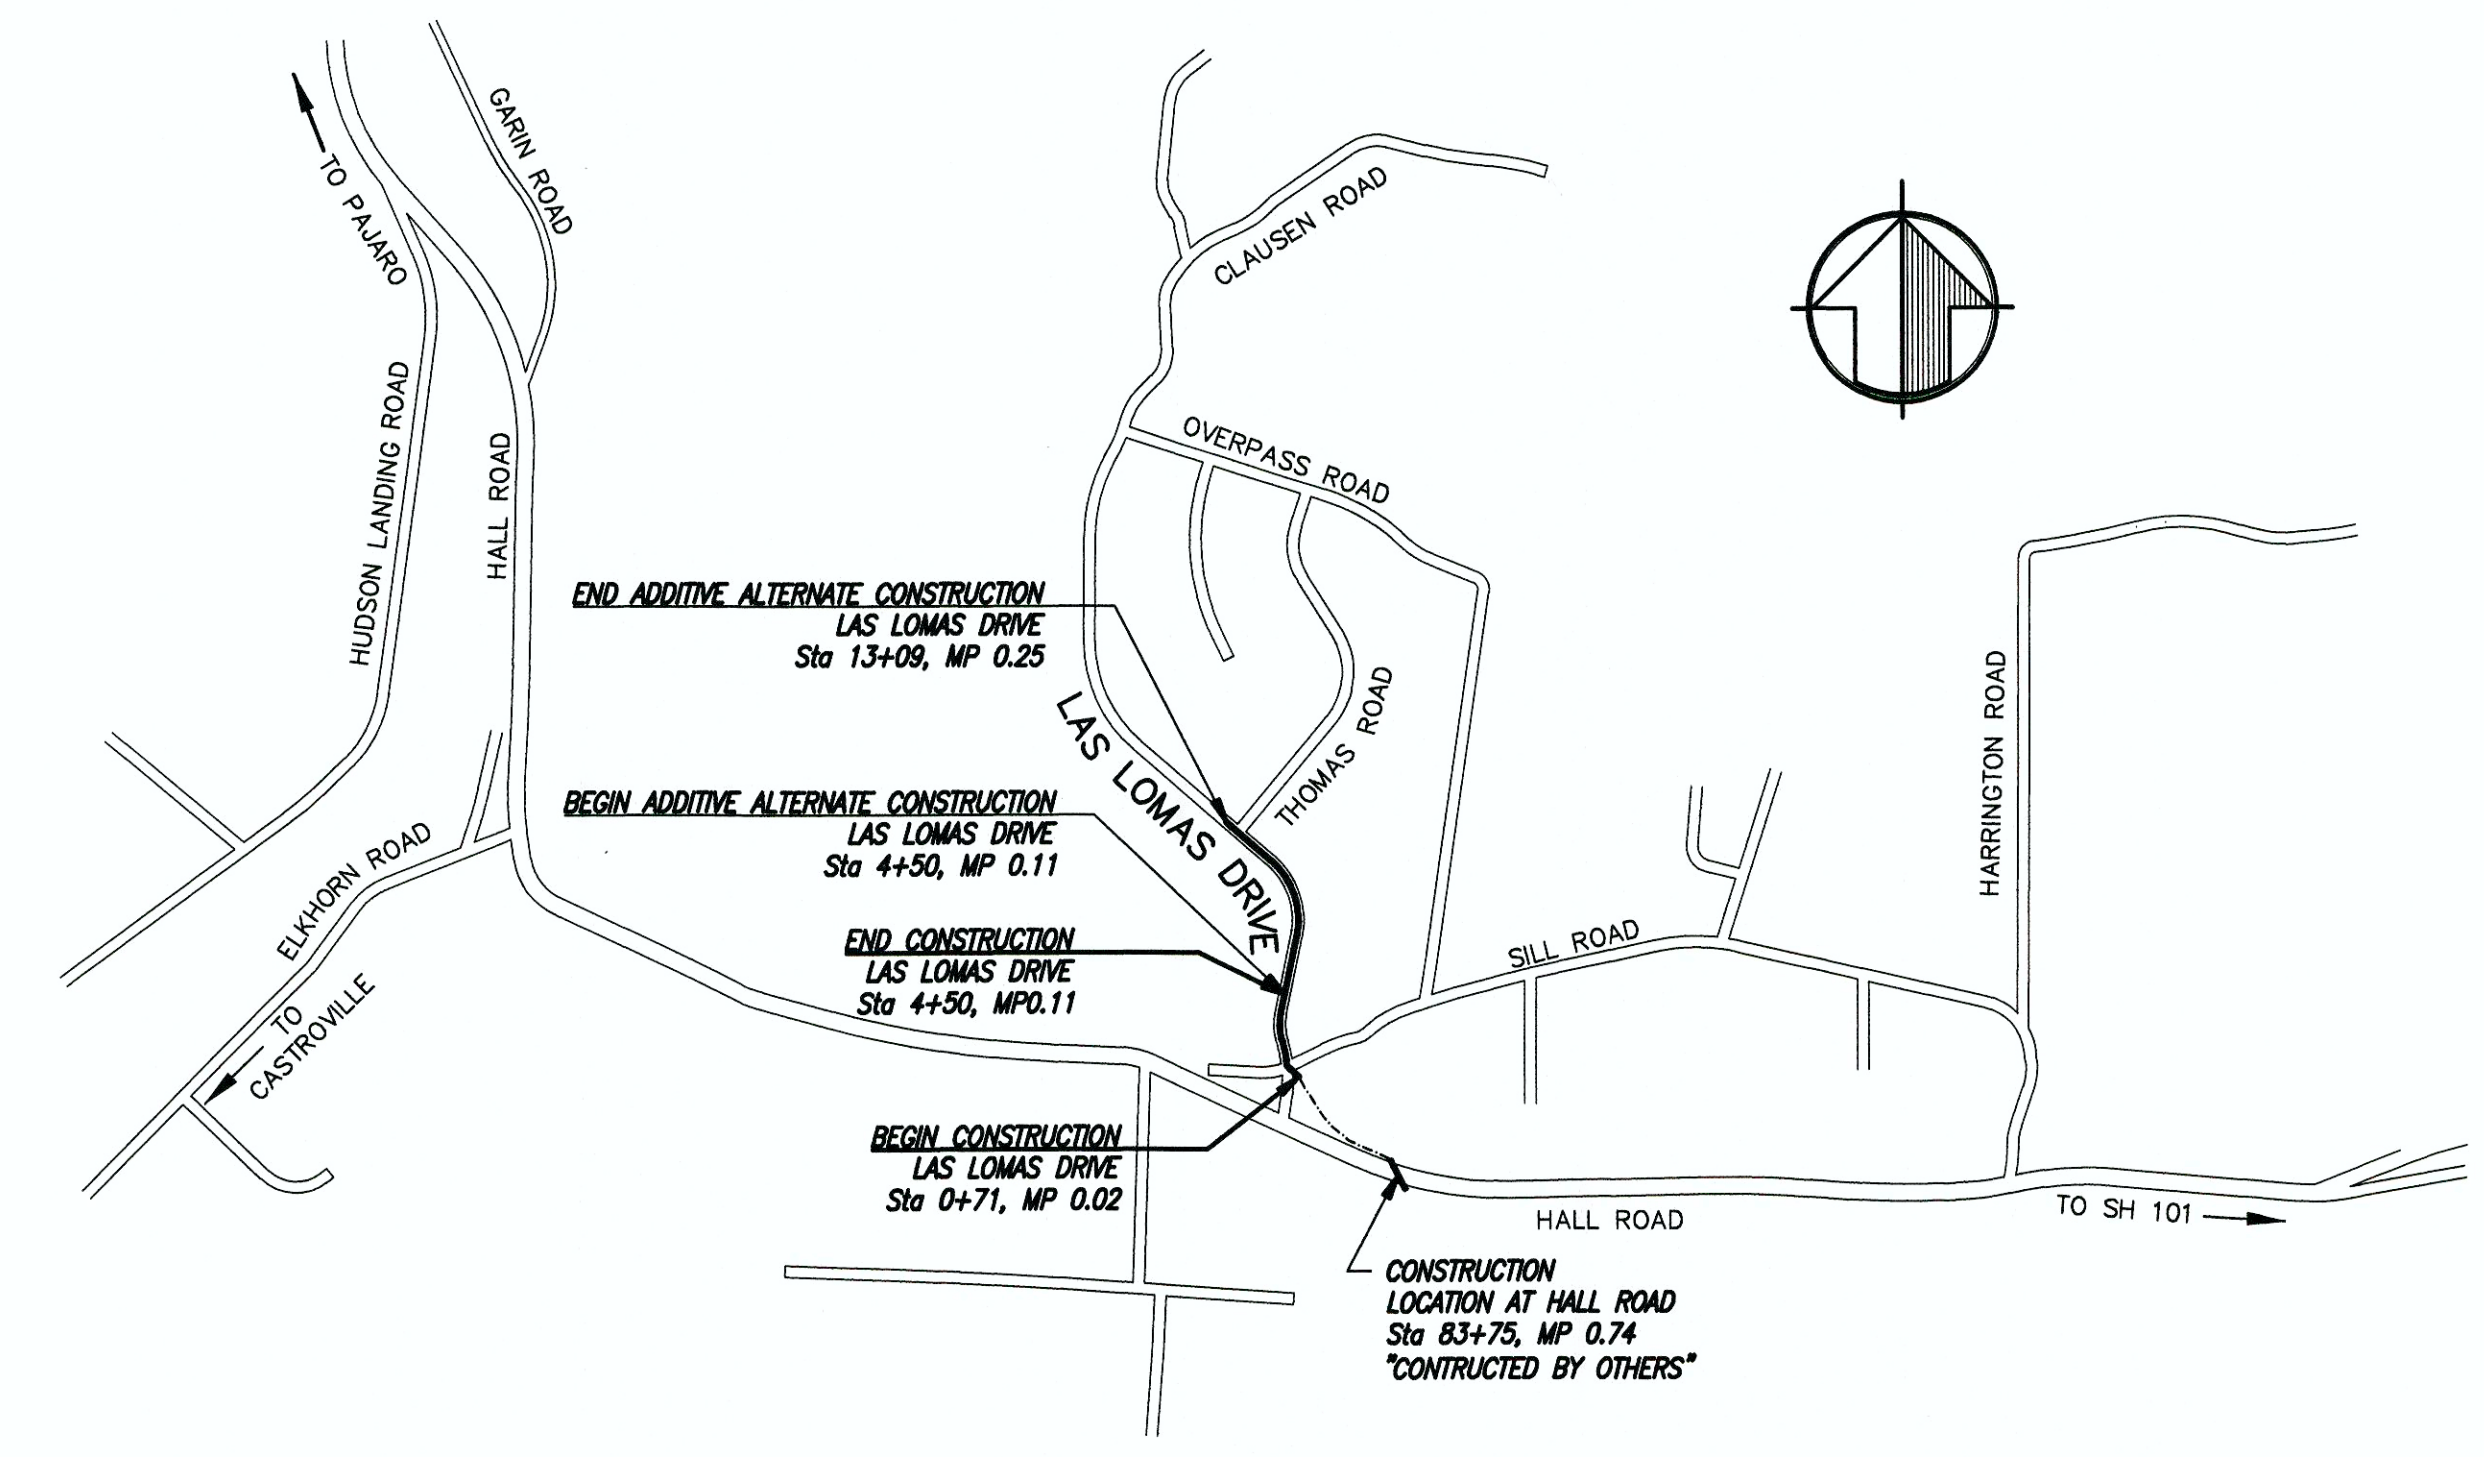 GARIN ROAD
TO PAJARO
CLAUSEN ROAD
HUDSON LANDING ROAD
HALL ROAD
OVERPASS ROAD
END ADDITIVE ALTERNATE CONSTRUCTION
LAS LOMAS DRIVE
Sta 13+09, MP 0.25
LAS LOMAS DRIVE
THOMAS ROAD
HARRINGTON ROAD
BEGIN ADDITIVE ALTERNATE CONSTRUCTION
LAS LOMAS DRIVE
Sta 4+50, MP 0.11
ELKHORN ROAD
END CONSTRUCTION
LAS LOMAS DRIVE
Sta 4+50, MP0.11
SILL ROAD
TO
CASTROVILLE
BEGIN CONSTRUCTION
LAS LOMAS DRIVE
Sta 0+71, MP 0.02
HALL ROAD
TO SH 101
CONSTRUCTION
LOCATION AT HALL ROAD
Sta 83+75, MP 0.74
"CONTRUCTED BY OTHERS"